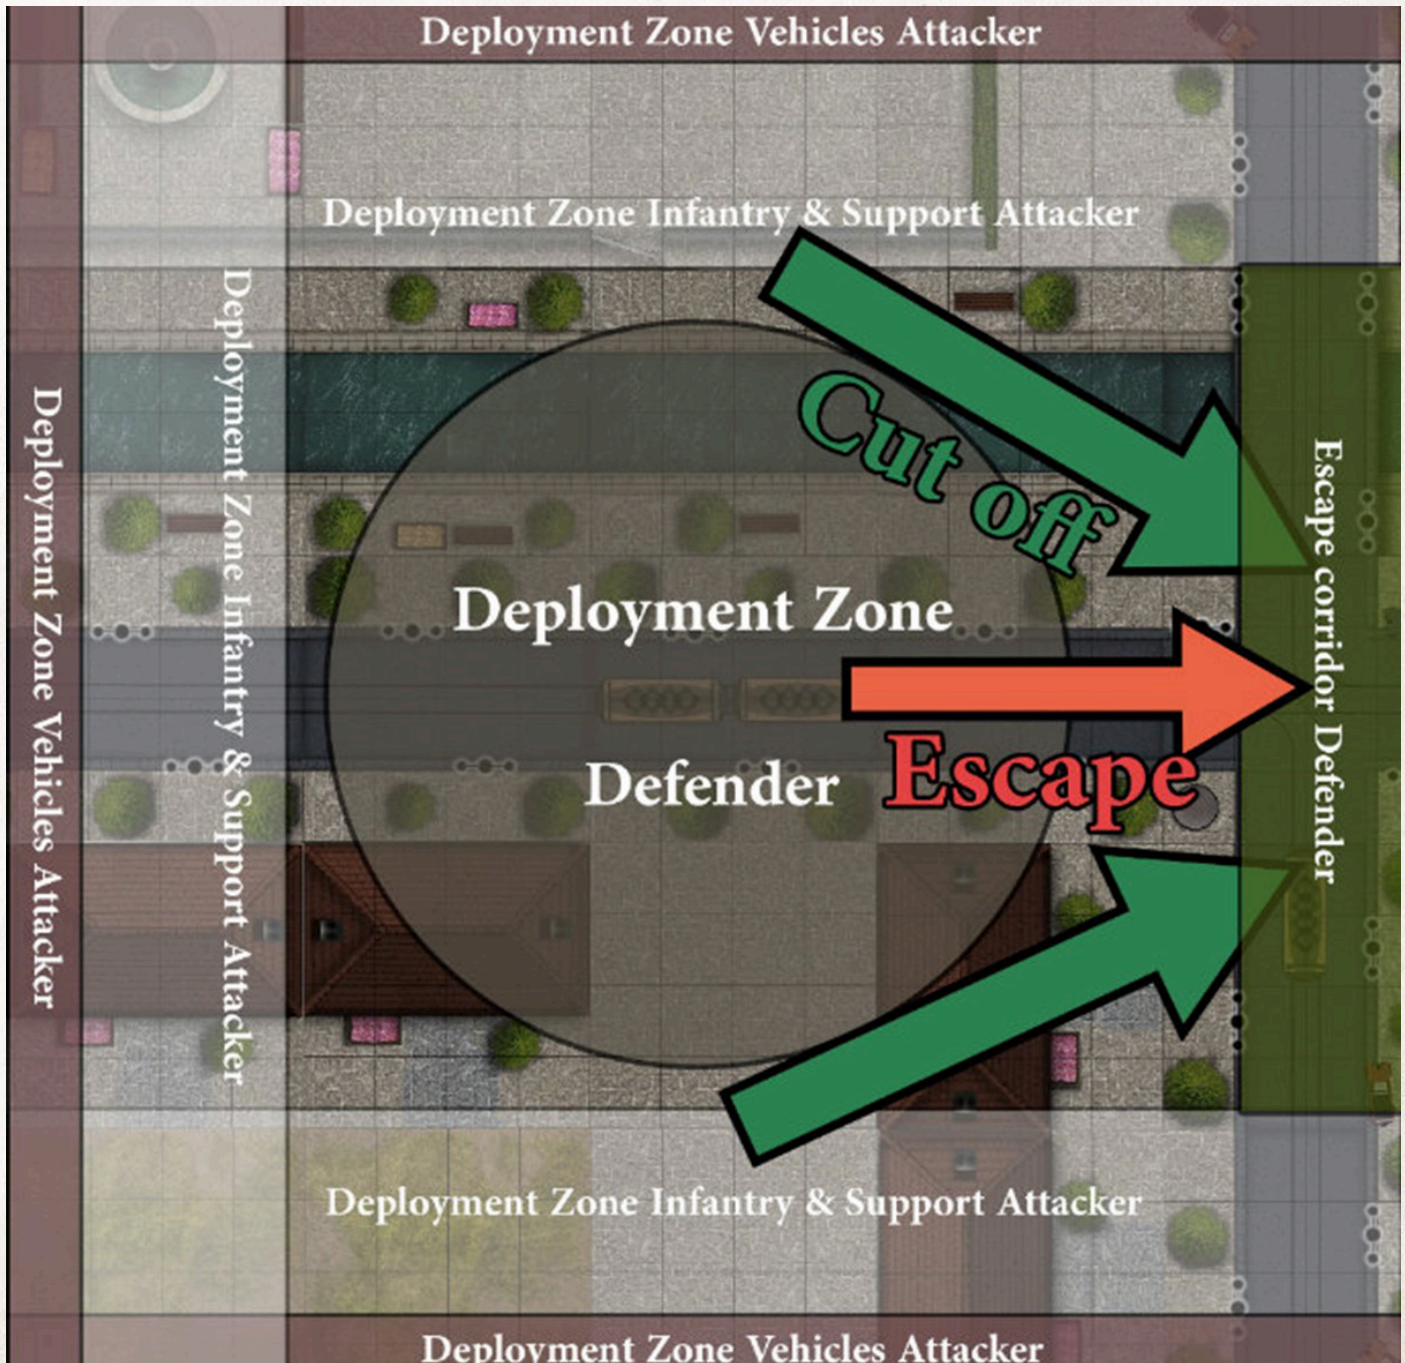 Deployment Zone Vehicles Attacker
Deployment Zone Infantry & Support Attacker
Deployment Zone Vehicles Attacker
Deployment Zone Infantry & Support Attacker
Cut off
Deployment Zone
Defender
Escape
Escape corridor Defender
Deployment Zone Infantry & Support Attacker
Deployment Zone Vehicles Attacker